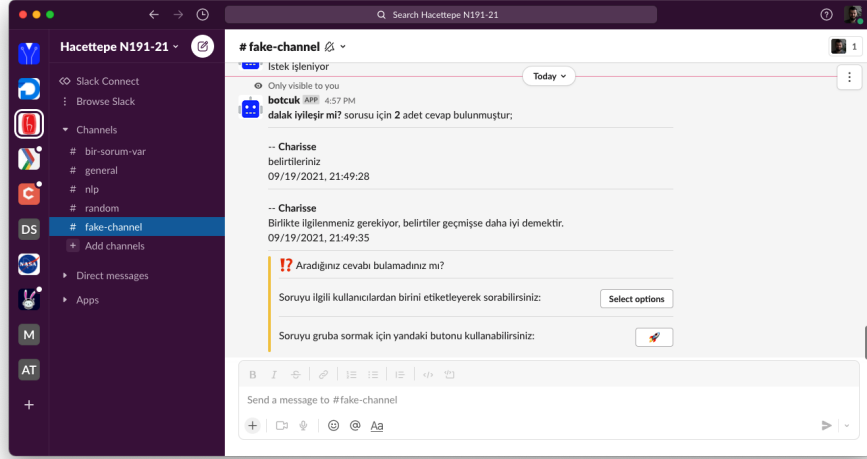 Search Hacettepe N191-21
Hacettepe N191-21
Slack Connect
Browse Slack
Channels
# bir-sorum-var
# general
# nlp
# random
# fake-channel
+ Add channels
Direct messages
Apps
C
DS
NASA
M
AT
+
# fake-channel
1
İstek işleniyor
Today
Only visible to you
botcuk APP 4:57 PM
dalak iyileşir mi? sorusu için 2 adet cevap bulunmuştur;
-- Charisse
belirtileriniz
09/19/2021, 21:49:28
-- Charisse
Birlikte ilgilenmeniz gerekiyor, belirtiler geçmişse daha iyi demektir.
09/19/2021, 21:49:35
⁉️ Aradığınız cevabı bulamadınız mı?
Soruyu ilgili kullanıcılardan birini etiketleyerek sorabilirsiniz:
Select options
Soruyu gruba sormak için yandaki butonu kullanabilirsiniz:
🚀
B I S
Send a message to #fake-channel
+ @ Aa